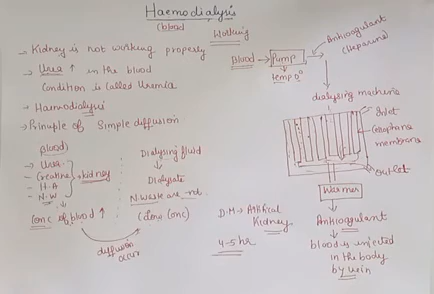 Haemodialysis
(blood)
Working
→ Kidney is not working properly
→ Urea ↑ in the blood
Condition is called Uremia
→ Haemodialysis
→ Principle of Simple diffusion
Blood)
- Urea
- Creatine
- H-A
- N-W
kidney
Conc of blood ↑
Dialysing fluid
↓
Dialysate
N. Waste are not
(Low conc)
diffusion
occur
Blood → Pump →
↓
temp 0°
Anticoagulant
(Heparine)
dialysing machine
Inlet
Cellophane
membrane
outlet
Warmer
↓
Anticoagulant
↓
blood is injected
in the body
by vein
D.M → Artifical
Kidney
4-5 hr